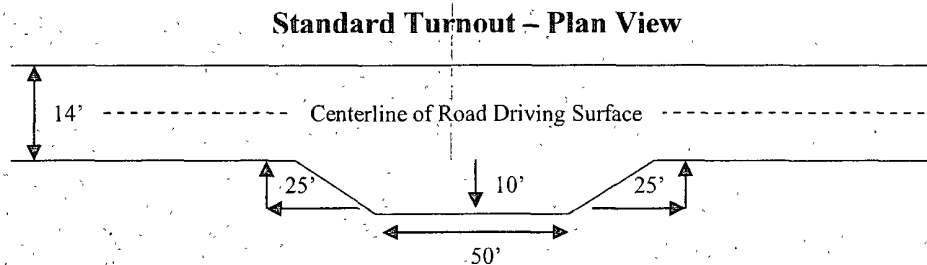 Standard Turnout – Plan View
14’
Centerline of Road Driving Surface
25’
10’
25’
50’